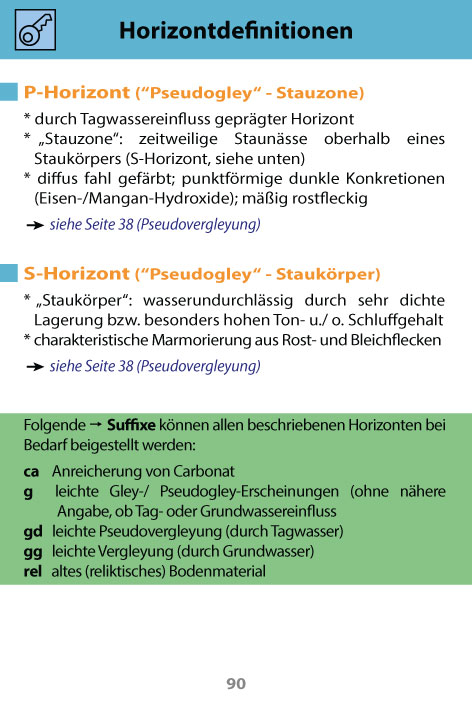 Horizontdefinitionen
P-Horizont (“Pseudogley“ - Stauzone)
* durch Tagwassereinfluss geprägter Horizont
* „Stauzone“: zeitweilige Staunässe oberhalb eines
Staukörpers (S-Horizont, siehe unten)
* diffus fahl gefärbt; punktförmige dunkle Konkretionen
(Eisen-/Mangan-Hydroxide); mäßig rostfleckig
➔ siehe Seite 38 (Pseudovergleyung)
S-Horizont (“Pseudogley“ - Staukörper)
* „Staukörper“: wasserundurchlässig durch sehr dichte
Lagerung bzw. besonders hohen Ton- u./ o. Schluffgehalt
* charakteristische Marmorierung aus Rost- und Bleichflecken
➔ siehe Seite 38 (Pseudovergleyung)
Folgende → Suffixe können allen beschriebenen Horizonten bei
Bedarf beigestellt werden:
ca Anreicherung von Carbonat
g leichte Gley-/ Pseudogley-Erscheinungen (ohne nähere
Angabe, ob Tag- oder Grundwassereinfluss
gd leichte Pseudovergleyung (durch Tagwasser)
gg leichte Vergleyung (durch Grundwasser)
rel altes (reliktisches) Bodenmaterial
90